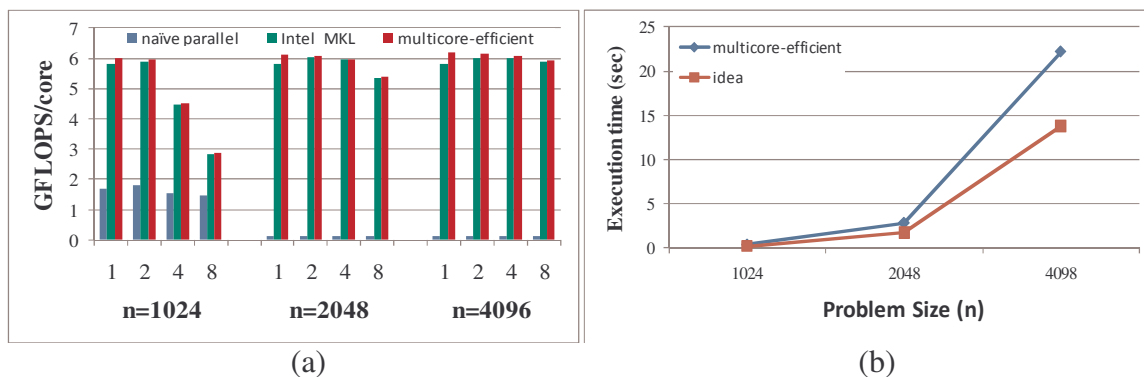 naïve parallel Intel MKL multicore-efficient
GFLOPS/core
7
6
5
4
3
2
1
0
1 2 4 8 1 2 4 8 1 2 4 8
n=1024 n=2048 n=4096
(a)
multicore-efficient
idea
Execution time (sec)
25
20
15
10
5
0
1024 2048 4098
Problem Size (n)
(b)